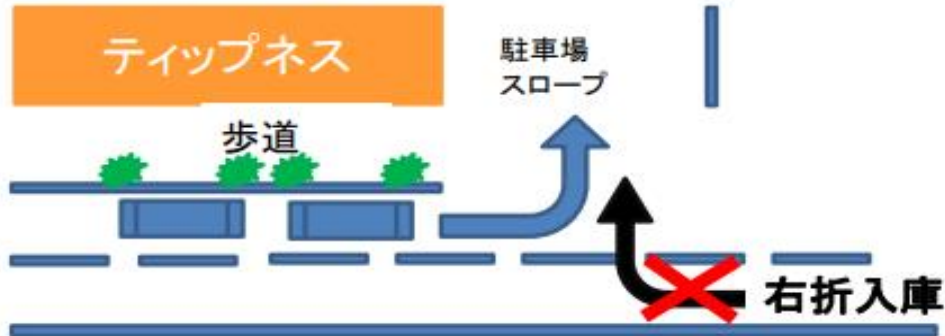 ティップネス
駐車場
スロープ
歩道
右折入庫